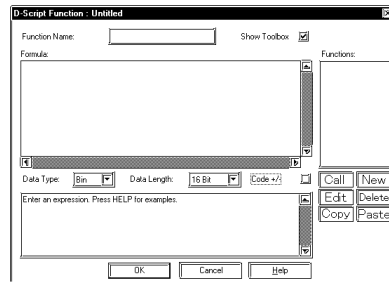 D-Script Function : Untitled
Function Name:
Show Toolbox
Formula:
Functions:
Data Type: Bin Data Length: 16 Bit Code +/-
Call New
Enter an expression. Press HELP for examples.
Edit Delete
Copy Paste
OK Cancel Help